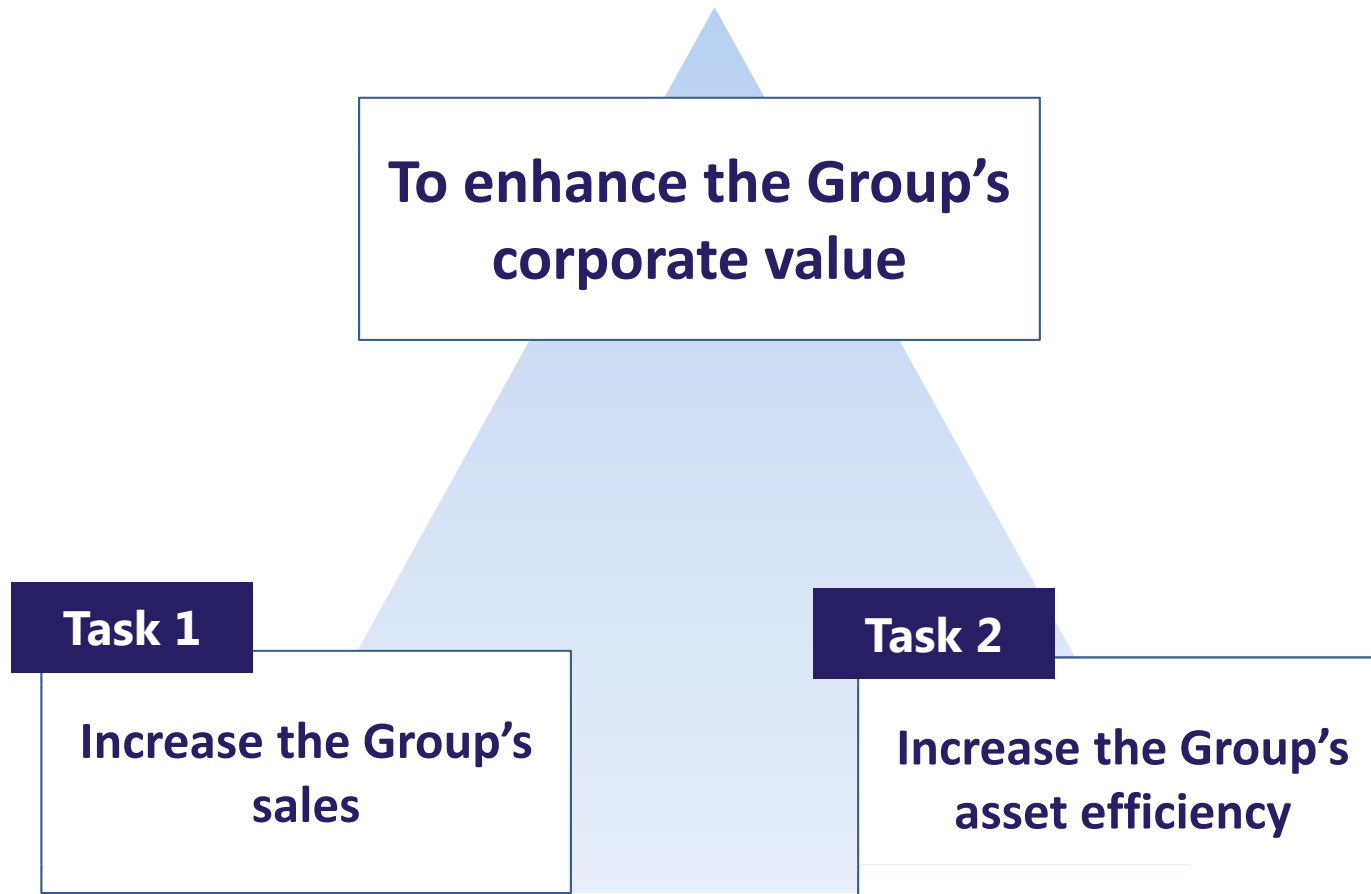 To enhance the Group’s
corporate value
Task 1
Increase the Group’s
sales
Task 2
Increase the Group’s
asset efficiency